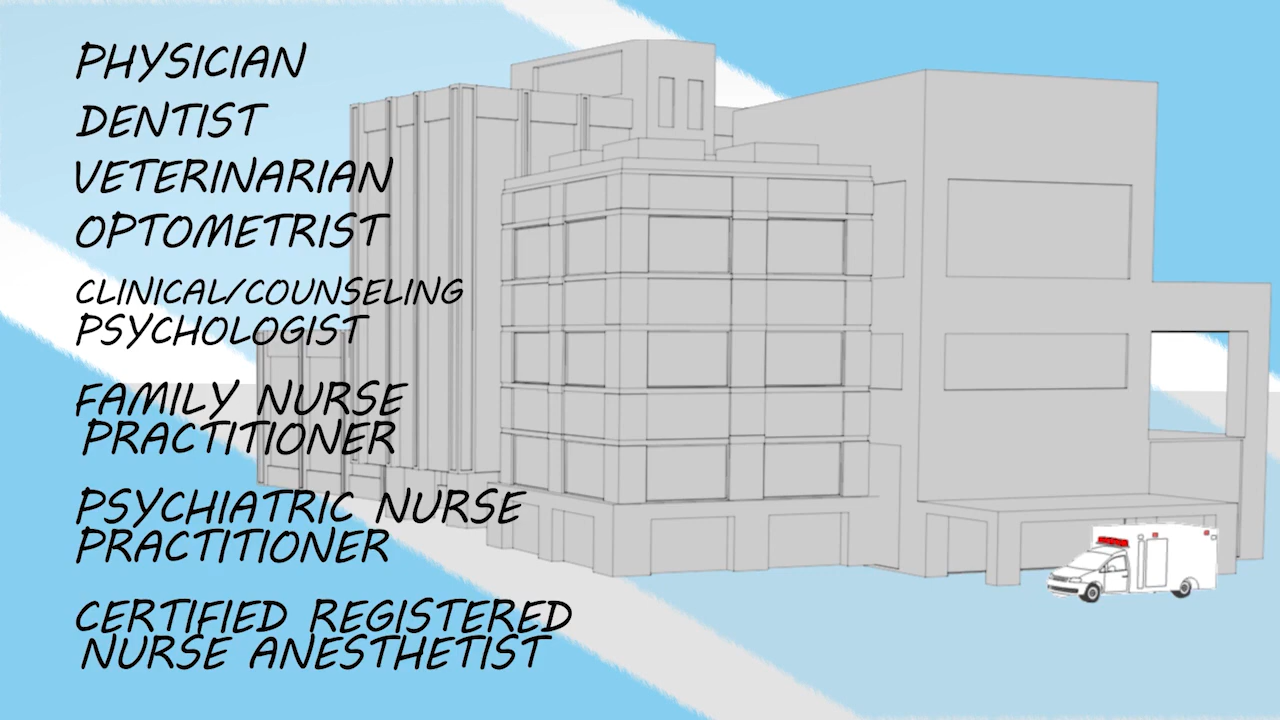 PHYSICIAN
DENTIST
VETERINARIAN
OPTOMETRIST
CLINICAL/COUNSELING
PSYCHOLOGIST
FAMILY NURSE
PRACTITIONER
PSYCHIATRIC NURSE
PRACTITIONER
CERTIFIED REGISTERED
NURSE ANESTHETIST